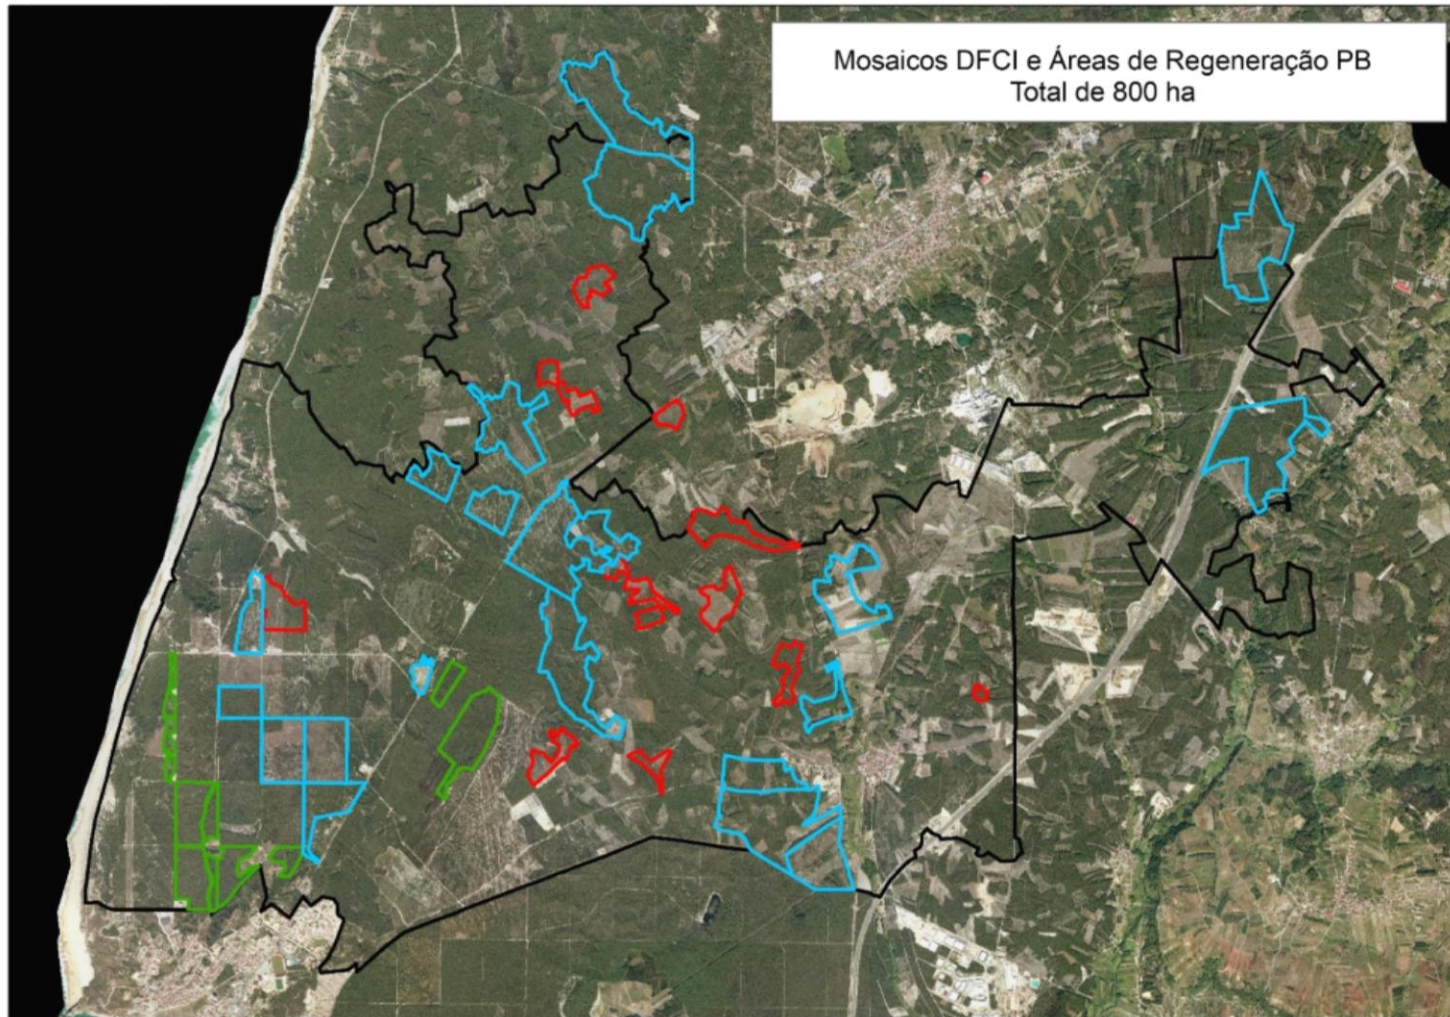 Mosaicos DFCI e Áreas de Regeneração PB
Total de 800 ha